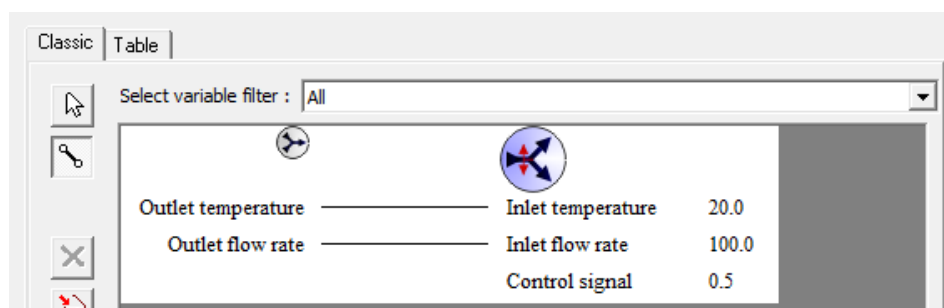 Classic Table
Select variable filter : All
Outlet temperature Inlet temperature 20.0
Outlet flow rate Inlet flow rate 100.0
Control signal 0.5